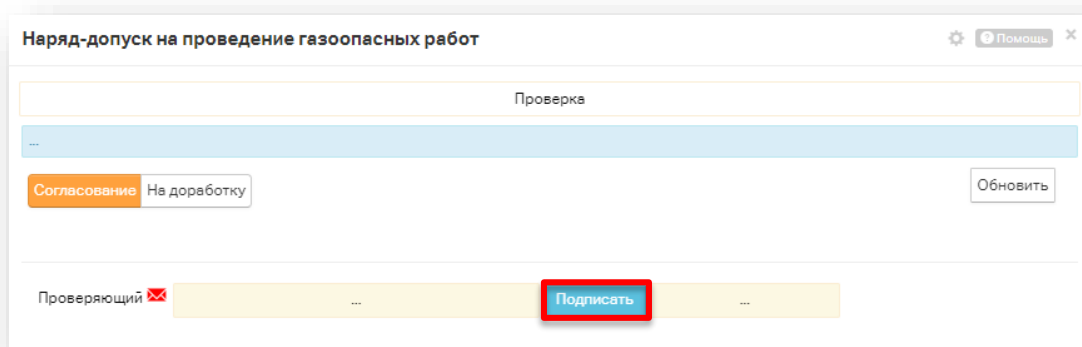 Наряд-допуск на проведение газоопасных работ
? Помощь ×
Проверка
...
Согласование На доработку
Обновить
Проверяющий ... Подписать ...